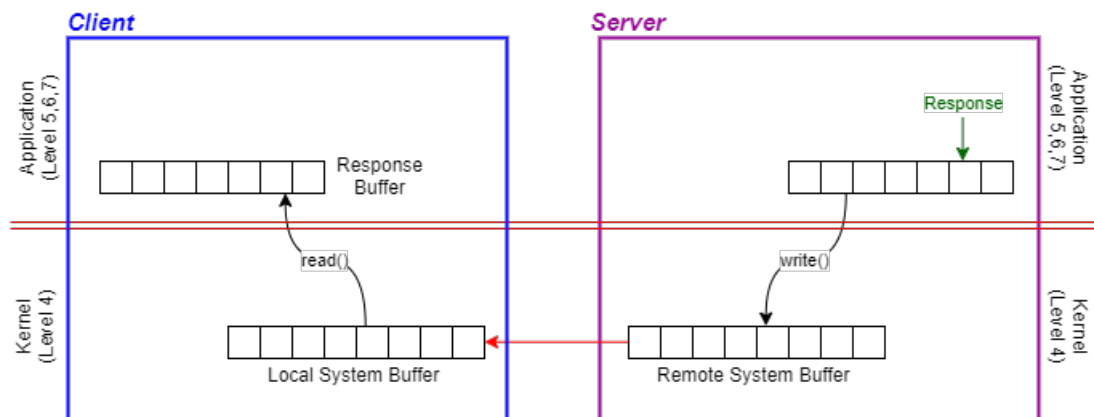 Client
Server
Application
(Level 5,6,7)
Response
Buffer
Response
Application
(Level 5,6,7)
read()
write()
Kernel
(Level 4)
Local System Buffer
Remote System Buffer
Kernel
(Level 4)